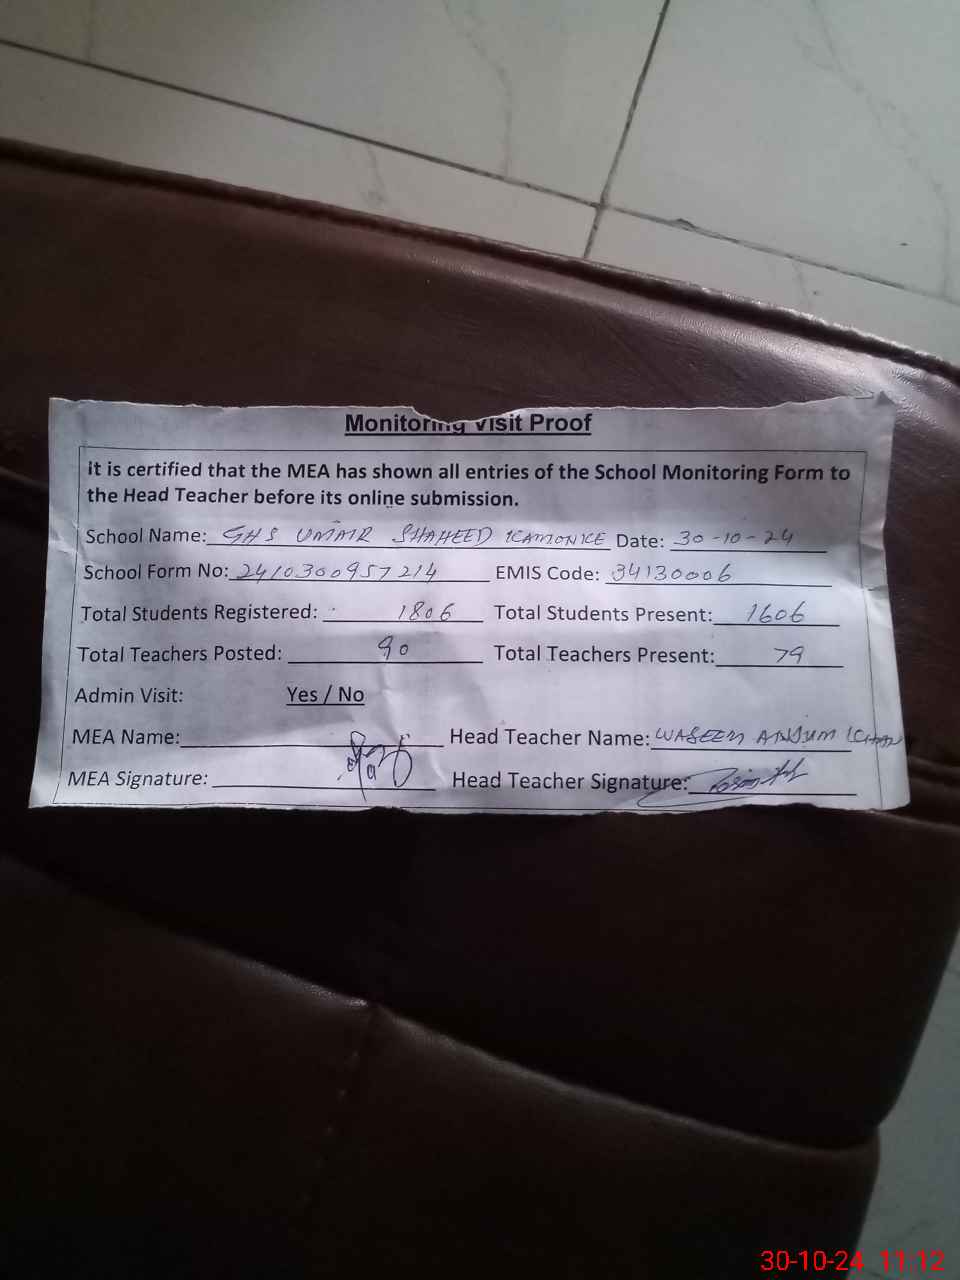 Monitoring Visit Proof
it is certified that the MEA has shown all entries of the School Monitoring Form to
the Head Teacher before its online submission.
School Name: GHS UMAIR SHAHEED KAMONKE Date: 30-10-24
School Form No: 2410300957214 EMIS Code: 34130006
Total Students Registered: 1806 Total Students Present: 1606
Total Teachers Posted: 90 Total Teachers Present: 79
Admin Visit: Yes / No
MEA Name: Head Teacher Name: WASEEM ANJUM KHAN
MEA Signature: Head Teacher Signature:
30-10-24 11:12